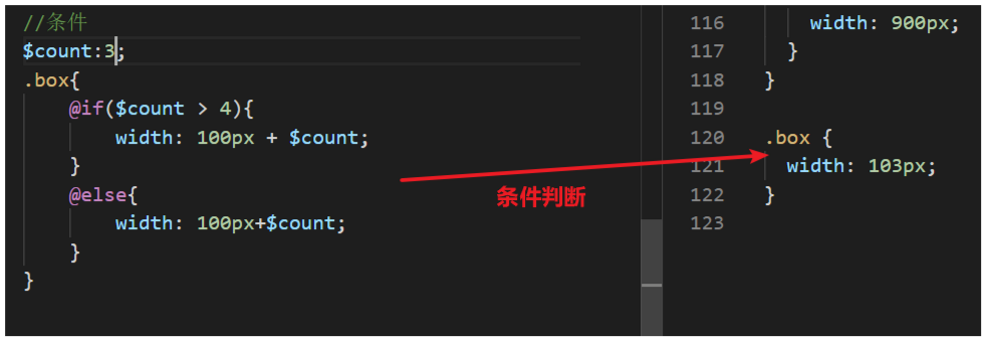 //条件
$count:3;
.box{
@if($count > 4){
width: 100px + $count;
}
@else{
width: 100px+$count;
}
}
条件判断
116 width: 900px;
117 }
118 }
119
120 .box {
121 width: 103px;
122 }
123